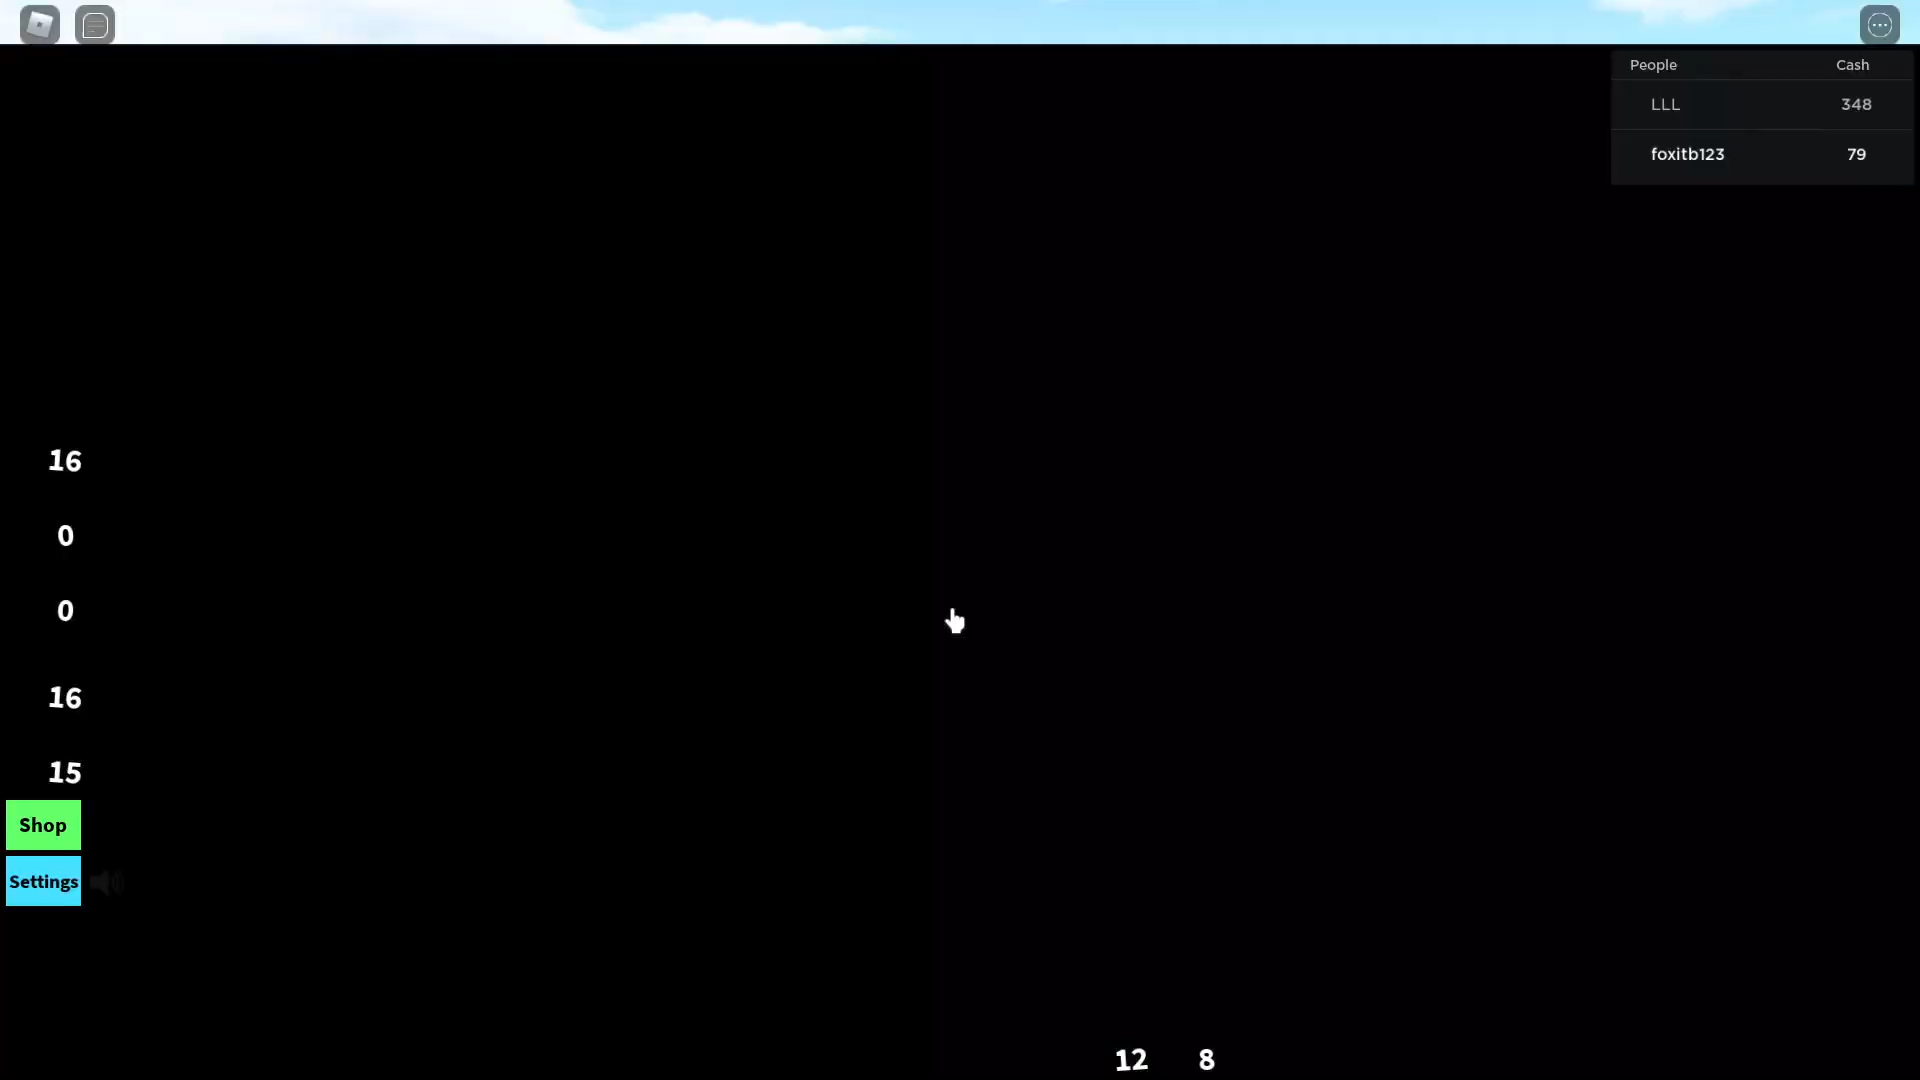 People Cash
LLL 348
foxitb123 79
16
0
0
16
15
Shop
Settings
12 8